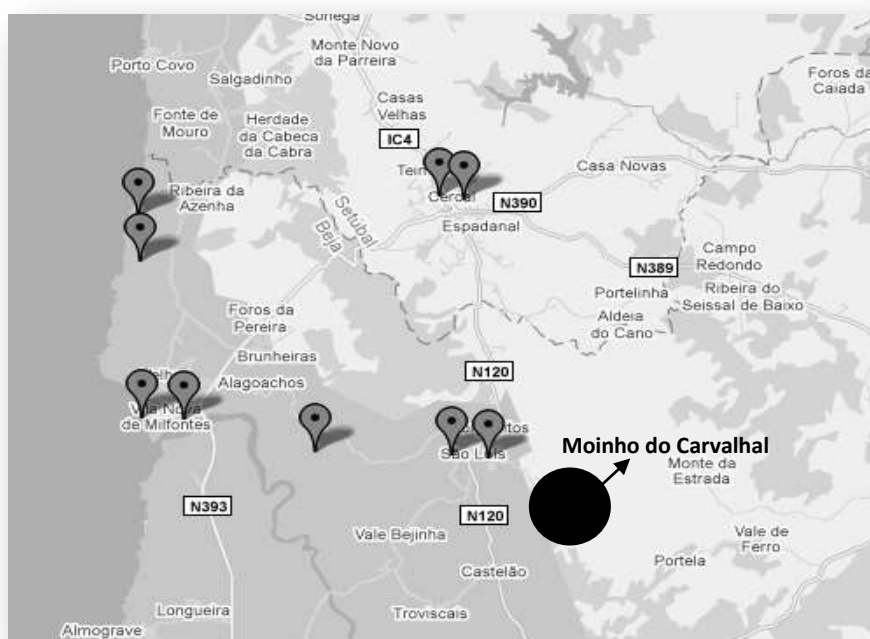 Sonega
Monte Novo
da Parreira
Porto Covo
Salgadinho
Foros da
Caiada
Casas
Velhas
Fonte de
Mouro
Herdade
da Cabeca
da Cabra
IC4
Casa Novas
Ribeira da
Azenha
Cercal
N390
Setúbal
Beja
Espadanal
Campo
Redondo
N389
Portelinha
Ribeira do
Seissal de Baixo
Foros da
Pereira
Aldeia
do Cano
Brunheiras
N120
Alagoachos
Vila Nova
de Milfontes
São Luís
Moinho do Carvalhal
Monte da
Estrada
N393
N120
Vale Bejinha
Vale de
Ferro
Portela
Castelão
Longueira
Troviscais
Almograve